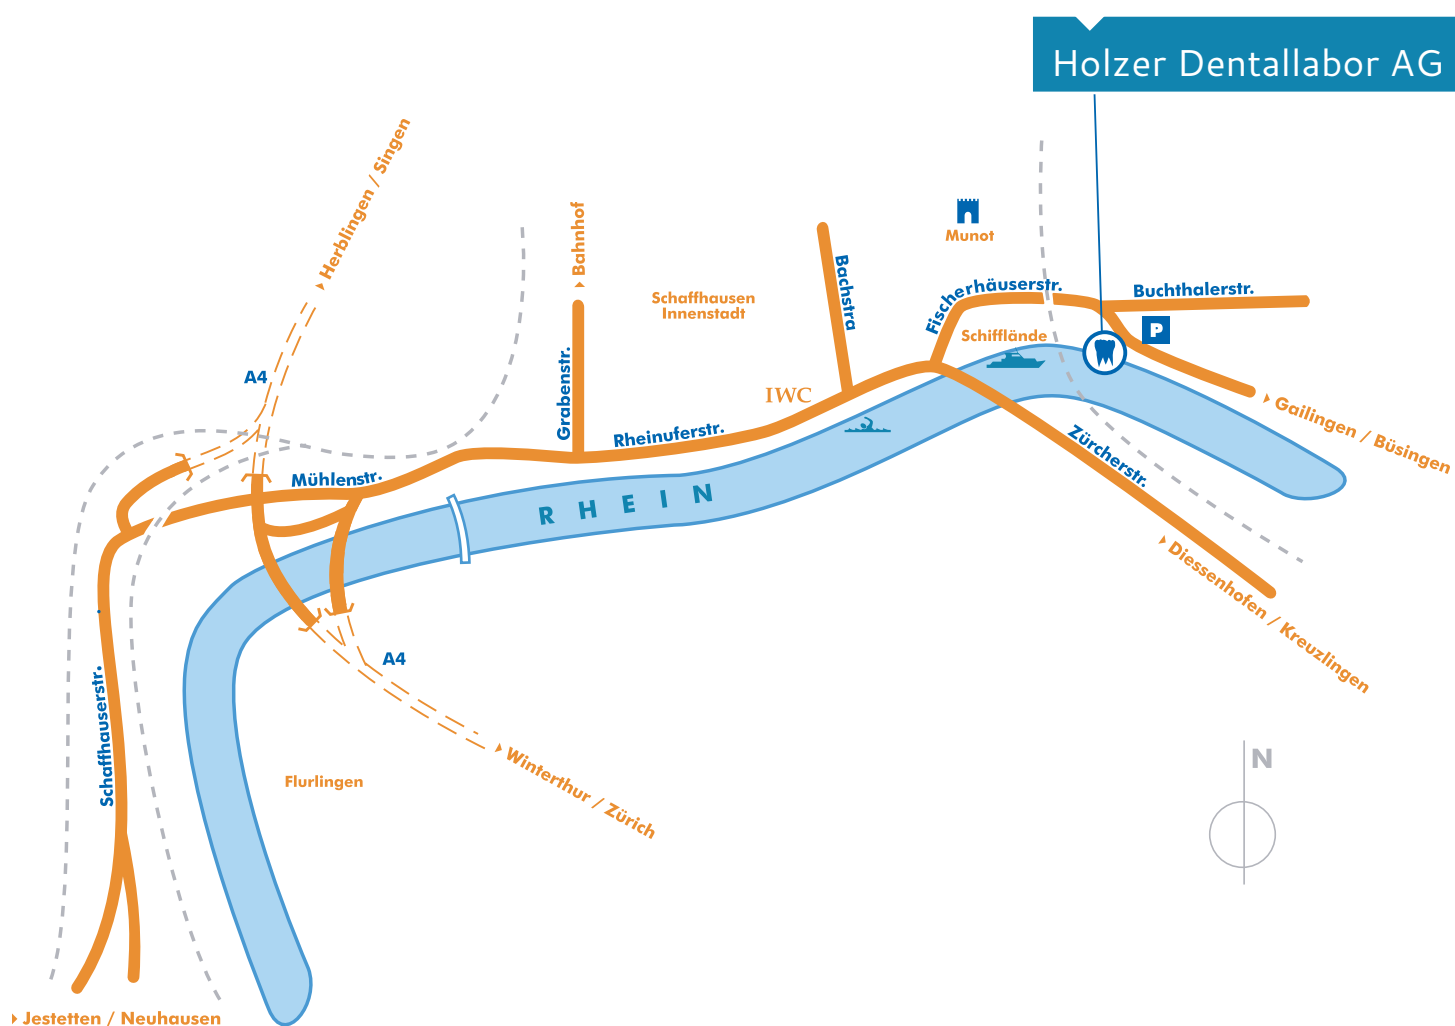 Holzer Dentallabor AG
Herblingen / Singen
Bahnhof
Munot
Bachstra
Fischerhäuserstr.
Buchthalerstr.
Schaffhausen
Innenstadt
P
Schifflände
Grabenstr.
A4
IWC
Gailingen / Büsingen
Rheinuferstr.
Zürcherstr.
Mühlenstr.
RHEIN
Diessenhofen / Kreuzlingen
A4
Schaffhauserstr.
Winterthur / Zürich
Flurlingen
N
Jestetten / Neuhausen